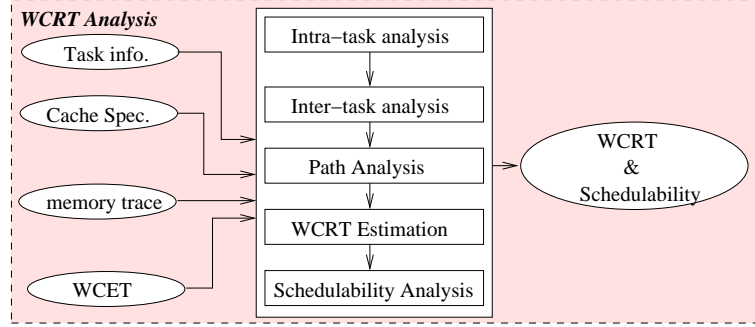 WCRT Analysis
Task info.
Cache Spec.
memory trace
WCET
Intra-task analysis
Inter-task analysis
Path Analysis
WCRT Estimation
Schedulability Analysis
WCRT
&
Schedulability